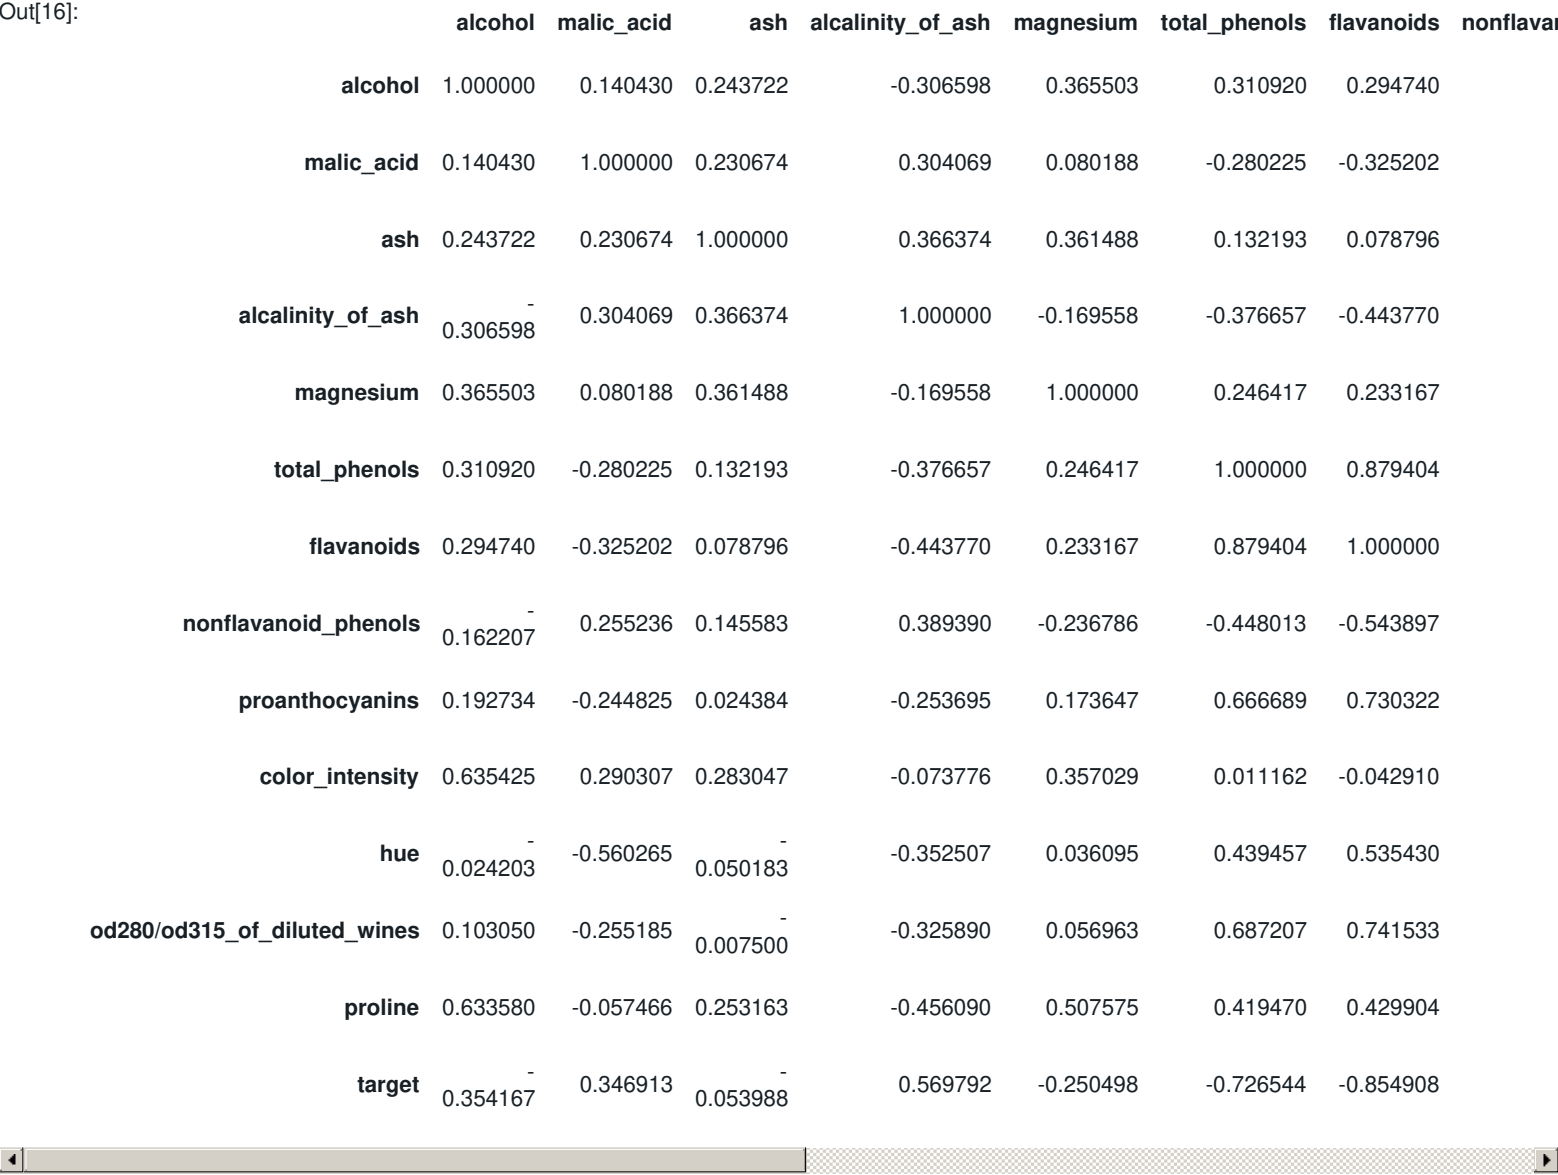 Out[16]:
alcohol malic_acid ash alcalinity_of_ash magnesium total_phenols flavanoids nonflava
alcohol 1.000000 0.140430 0.243722 -0.306598 0.365503 0.310920 0.294740
malic_acid 0.140430 1.000000 0.230674 0.304069 0.080188 -0.280225 -0.325202
ash 0.243722 0.230674 1.000000 0.366374 0.361488 0.132193 0.078796
alcalinity_of_ash -0.306598 0.304069 0.366374 1.000000 -0.169558 -0.376657 -0.443770
magnesium 0.365503 0.080188 0.361488 -0.169558 1.000000 0.246417 0.233167
total_phenols 0.310920 -0.280225 0.132193 -0.376657 0.246417 1.000000 0.879404
flavanoids 0.294740 -0.325202 0.078796 -0.443770 0.233167 0.879404 1.000000
nonflavanoid_phenols -0.162207 0.255236 0.145583 0.389390 -0.236786 -0.448013 -0.543897
proanthocyanins 0.192734 -0.244825 0.024384 -0.253695 0.173647 0.666689 0.730322
color_intensity 0.635425 0.290307 0.283047 -0.073776 0.357029 0.011162 -0.042910
hue -0.024203 -0.560265 -0.050183 -0.352507 0.036095 0.439457 0.535430
od280/od315_of_diluted_wines 0.103050 -0.255185 -0.007500 -0.325890 0.056963 0.687207 0.741533
proline 0.633580 -0.057466 0.253163 -0.456090 0.507575 0.419470 0.429904
target -0.354167 0.346913 -0.053988 0.569792 -0.250498 -0.726544 -0.854908